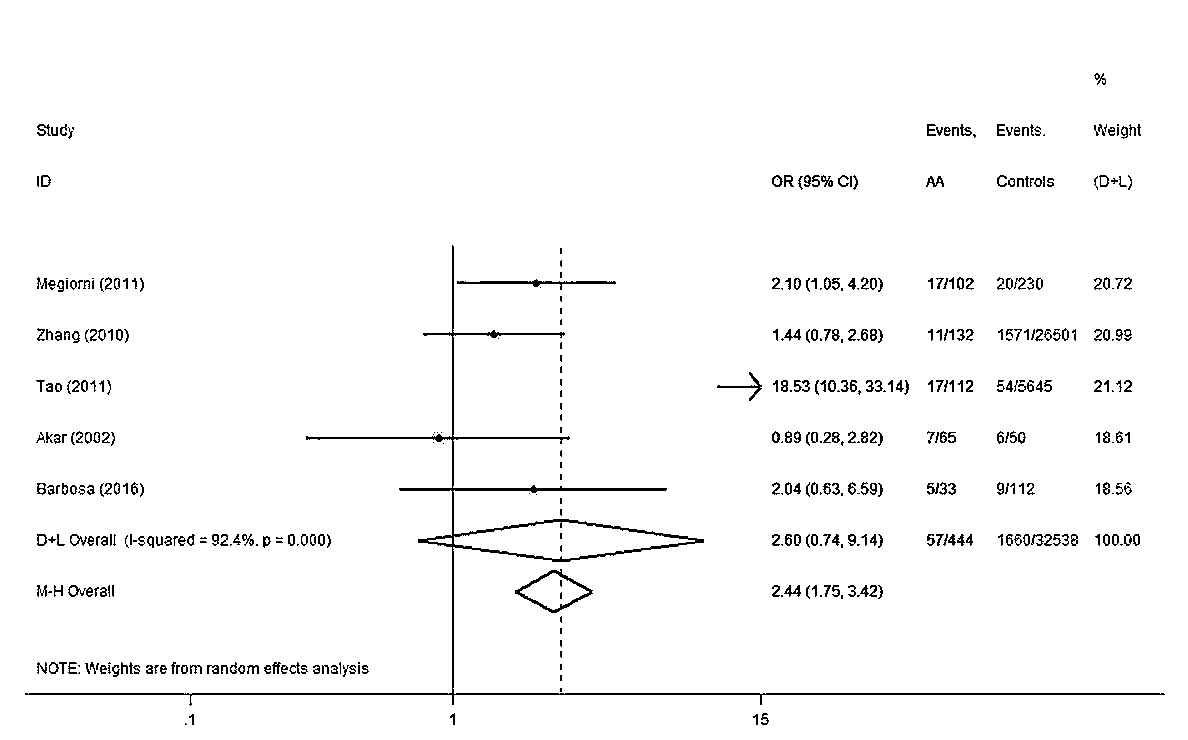 %
Study Events, Events. Weight
ID OR (95% CI) AA Controls (D+L)
Megiorni (2011) 2.10 (1.05, 4.20) 17/102 20/230 20.72
Zhang (2010) 1.44 (0.78, 2.68) 11/132 1571/26501 20.99
Tao (2011) 18.53 (10.36, 33.14) 17/112 54/5645 21.12
Akar (2002) 0.89 (0.28, 2.82) 7/65 6/50 18.61
Barbosa (2016) 2.04 (0.63, 6.59) 5/33 9/112 18.56
D+L Overall (I-squared = 92.4%, p = 0.000) 2.60 (0.74, 9.14) 57/444 1660/32538 100.00
M-H Overall 2.44 (1.75, 3.42)
NOTE: Weights are from random effects analysis
.1 1 15